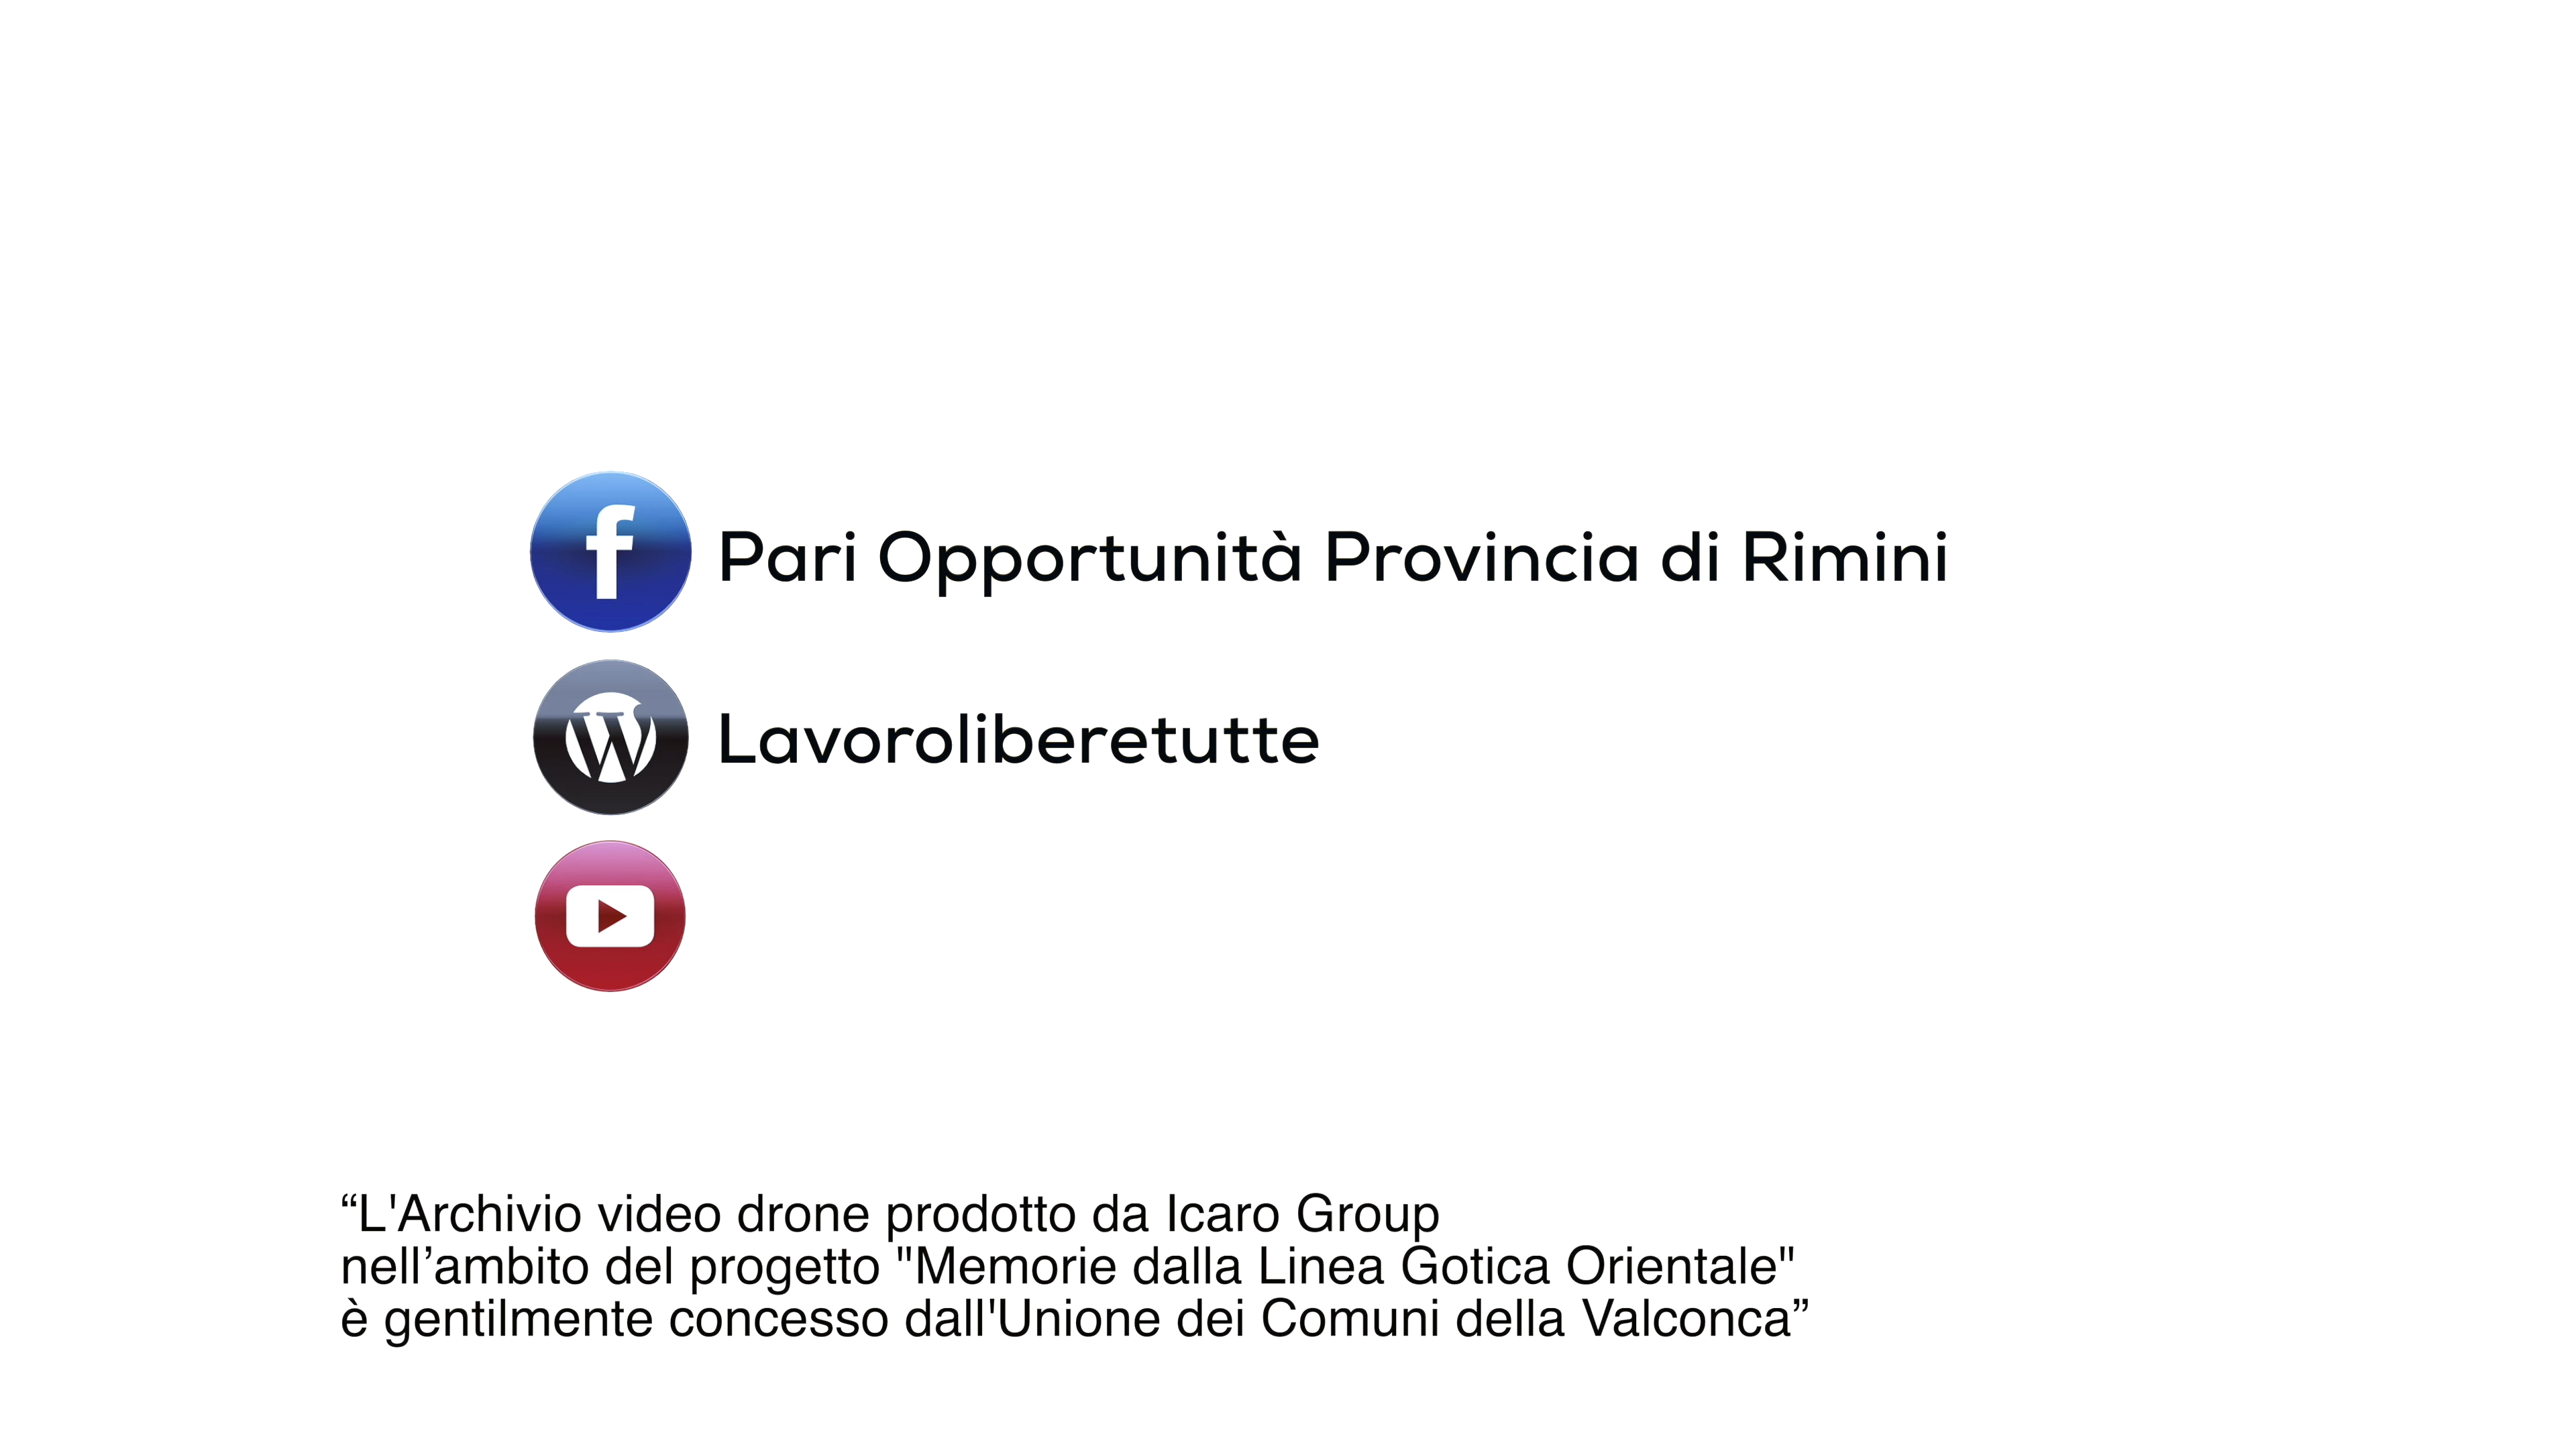 Pari Opportunità Provincia di Rimini
Lavoroliberetutte
“L'Archivio video drone prodotto da Icaro Group
nell’ambito del progetto "Memorie dalla Linea Gotica Orientale"
è gentilmente concesso dall'Unione dei Comuni della Valconca”